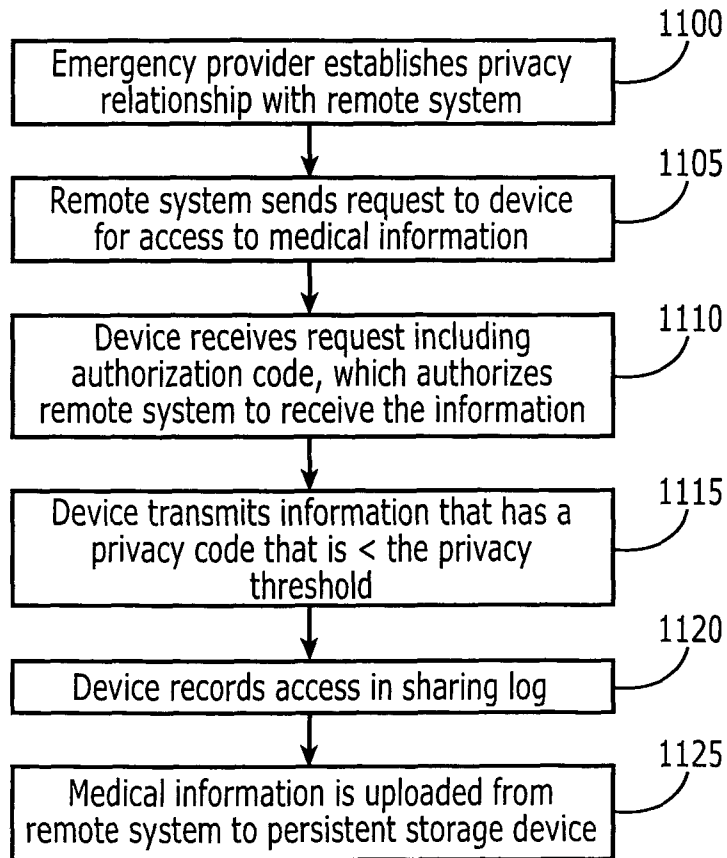 1100
Emergency provider establishes privacy
relationship with remote system
1105
Remote system sends request to device
for access to medical information
1110
Device receives request including
authorization code, which authorizes
remote system to receive the information
1115
Device transmits information that has a
privacy code that is < the privacy
threshold
1120
Device records access in sharing log
1125
Medical information is uploaded from
remote system to persistent storage device